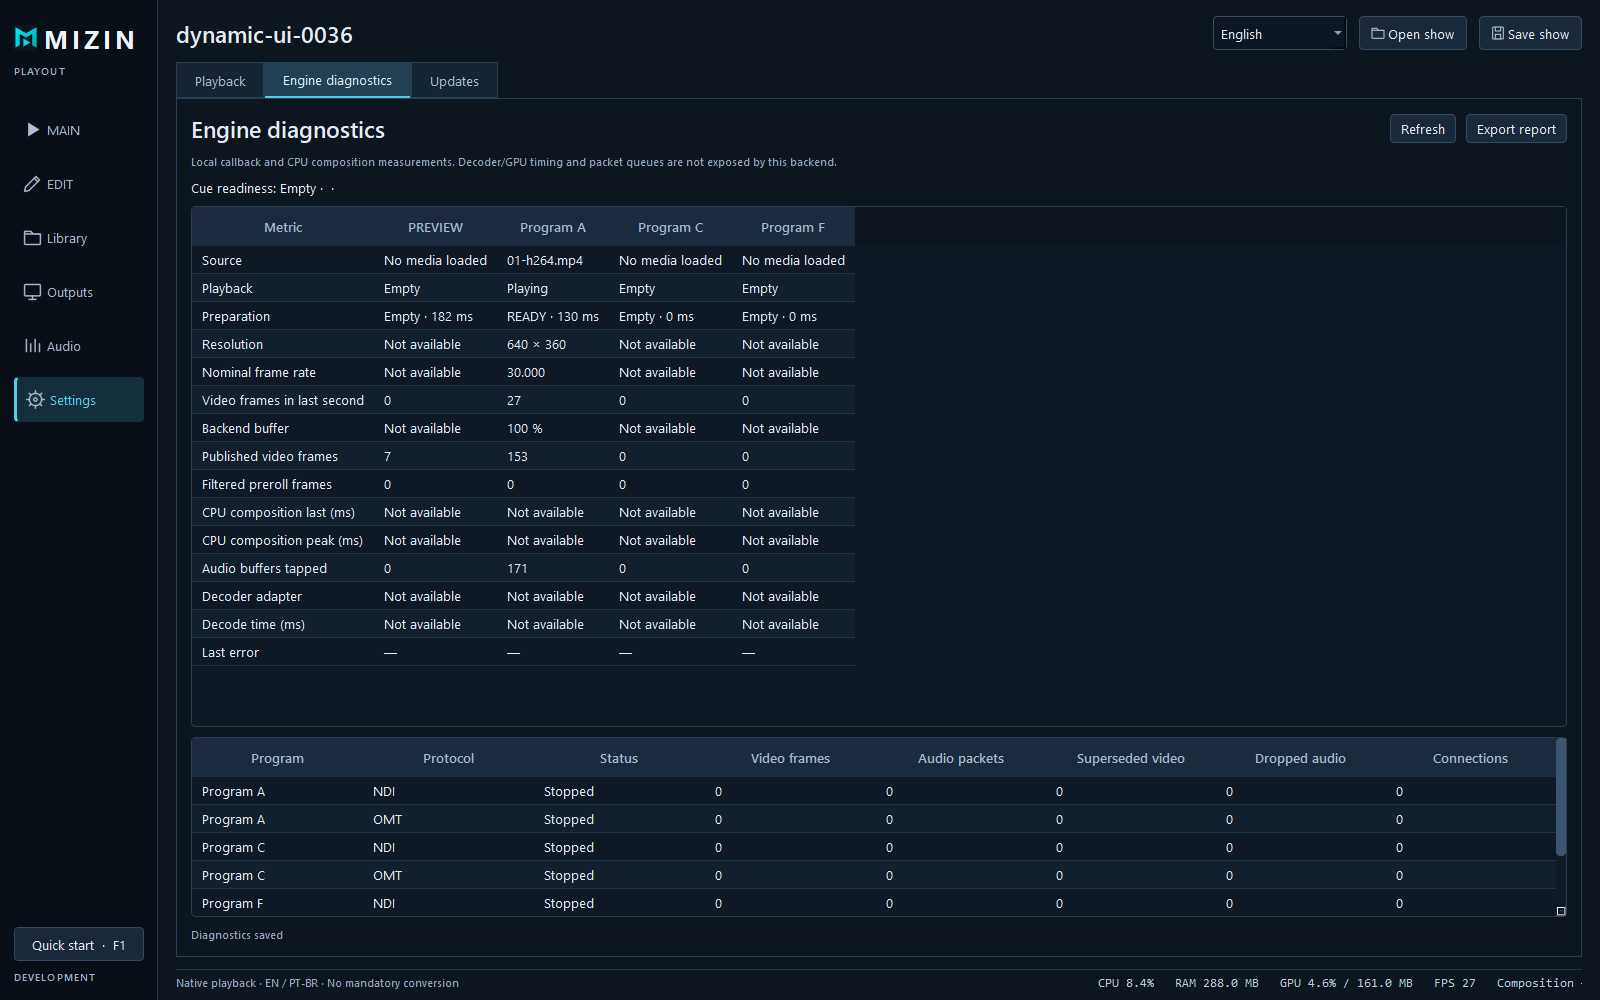 MIZIN
PLAYOUT
MAIN
EDIT
Library
Outputs
Audio
Settings
Quick start · F1
DEVELOPMENT
dynamic-ui-0036
English
Open show
Save show
Playback
Engine diagnostics
Updates
Engine diagnostics
Refresh
Export report
Local callback and CPU composition measurements. Decoder/GPU timing and packet queues are not exposed by this backend.
Cue readiness: Empty · ·
Metric PREVIEW Program A Program C Program F
Source No media loaded 01-h264.mp4 No media loaded No media loaded
Playback Empty Playing Empty Empty
Preparation Empty · 182 ms READY · 130 ms Empty · 0 ms Empty · 0 ms
Resolution Not available 640 × 360 Not available Not available
Nominal frame rate Not available 30.000 Not available Not available
Video frames in last second 0 27 0 0
Backend buffer Not available 100 % Not available Not available
Published video frames 7 153 0 0
Filtered preroll frames 0 0 0 0
CPU composition last (ms) Not available Not available Not available Not available
CPU composition peak (ms) Not available Not available Not available Not available
Audio buffers tapped 0 171 0 0
Decoder adapter Not available Not available Not available Not available
Decode time (ms) Not available Not available Not available Not available
Last error — — — —
Program Protocol Status Video frames Audio packets Superseded video Dropped audio Connections
Program A NDI Stopped 0 0 0 0 0
Program A OMT Stopped 0 0 0 0 0
Program C NDI Stopped 0 0 0 0 0
Program C OMT Stopped 0 0 0 0 0
Program F NDI Stopped 0 0 0 0 0
Diagnostics saved
Native playback · EN / PT-BR · No mandatory conversion
CPU 8.4% RAM 288.0 MB GPU 4.6% / 161.0 MB FPS 27 Composition ·